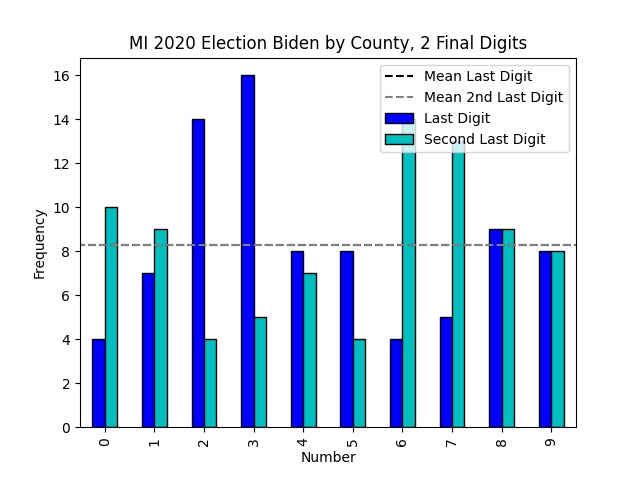 MI 2020 Election Biden by County, 2 Final Digits
16
14
12
10
8
6
4
2
0
Frequency
Mean Last Digit
Mean 2nd Last Digit
Last Digit
Second Last Digit
0 1 2 3 4 5 6 7 8 9
Number